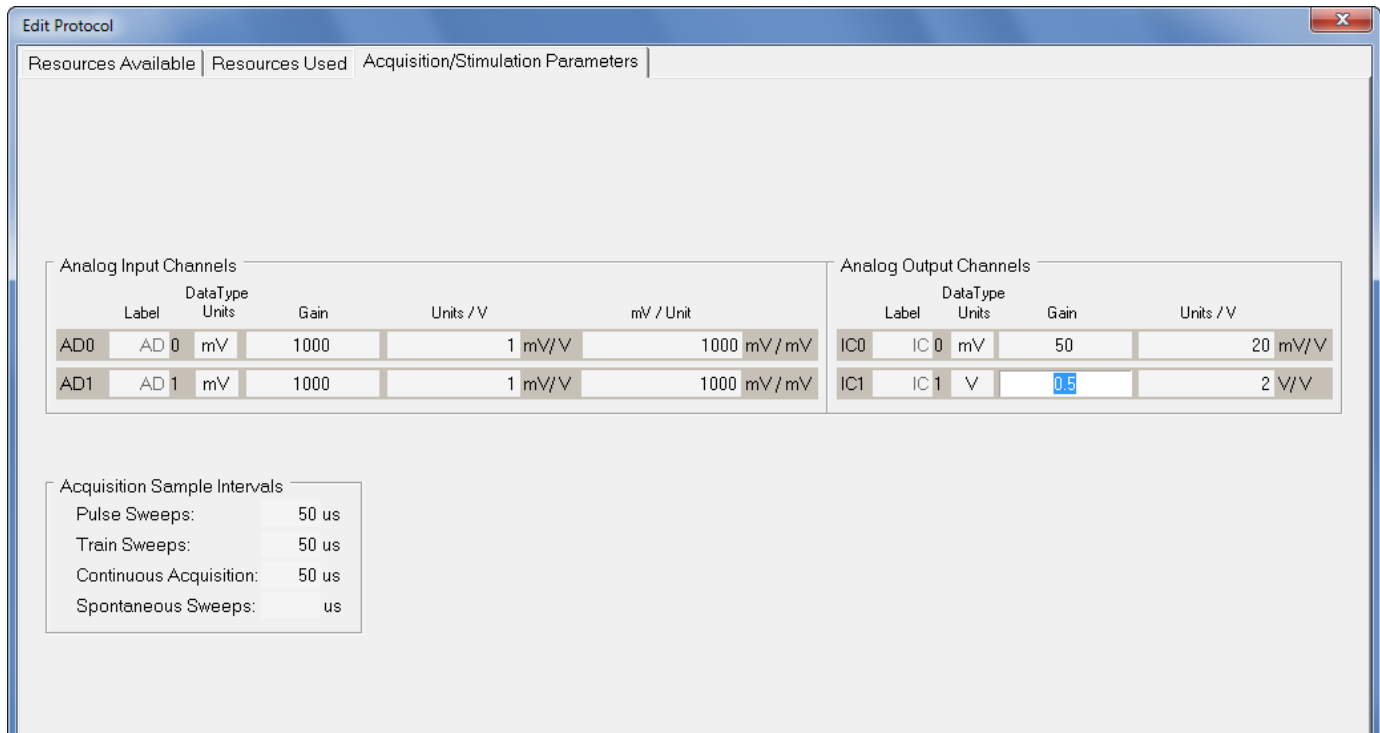 Edit Protocol
Resources Available Resources Used Acquisition/Stimulation Parameters
Analog Input Channels
DataType
Label Units Gain Units / V mV / Unit
AD0 AD 0 mV 1000 1 mV/V 1000 mV / mV
AD1 AD 1 mV 1000 1 mV/V 1000 mV / mV
Analog Output Channels
DataType
Label Units Gain Units / V
IC0 IC 0 mV 50 20 mV/V
IC1 IC 1 V 0.5 2 V/V
Acquisition Sample Intervals
Pulse Sweeps: 50 us
Train Sweeps: 50 us
Continuous Acquisition: 50 us
Spontaneous Sweeps: us